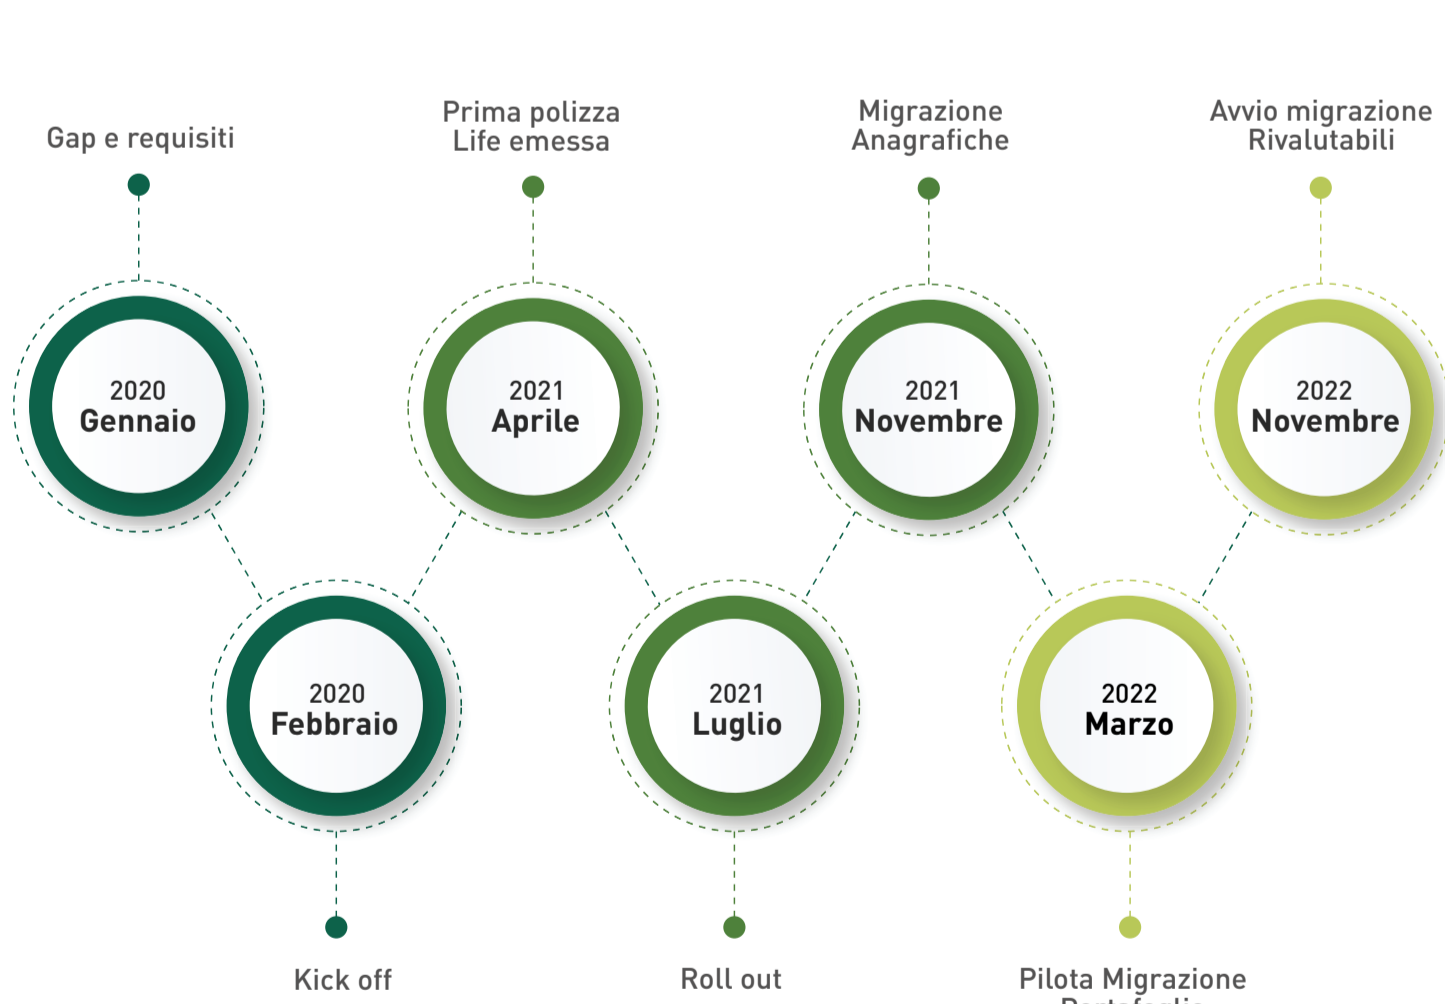 Gap e requisiti
2020
Gennaio
2020
Febbraio
Kick off
Prima polizza
Life emessa
2021
Aprile
2021
Luglio
Roll out
Migrazione
Anagrafiche
2021
Novembre
2022
Marzo
Pilota Migrazione
Avvio migrazione
Rivalutabili
2022
Novembre